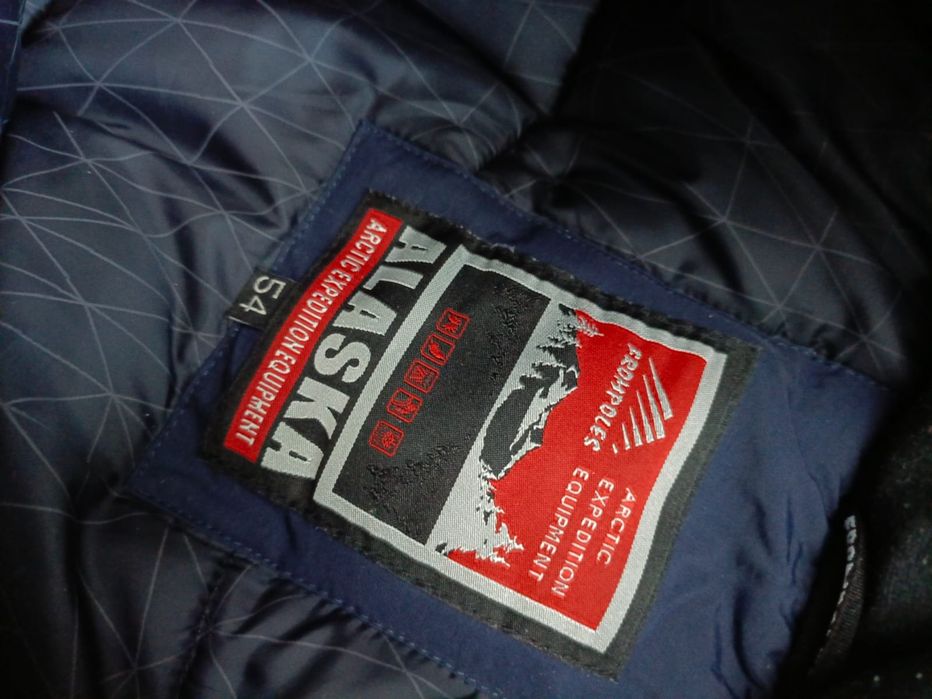 FROMPOLES
ARCTIC
EXPEDITION
EQUIPMENT
ALASKA
ARCTIC EXPEDITION EQUIPMENT
54